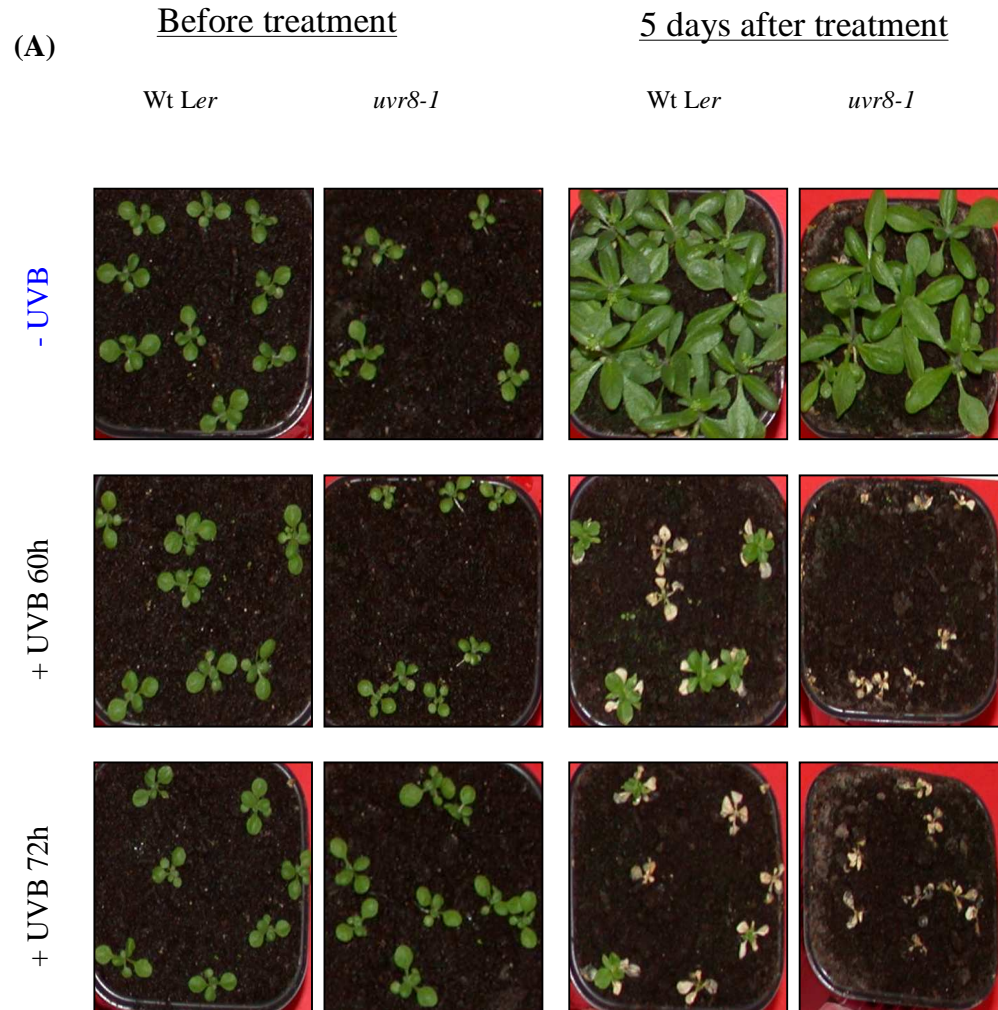 (A)
Before treatment
5 days after treatment
Wt Ler
uvr8-1
Wt Ler
uvr8-1
- UVB
+ UVB 60h
+ UVB 72h